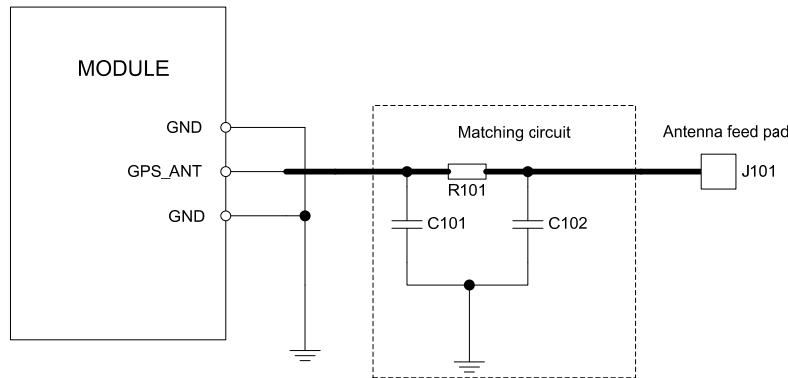 MODULE
GND
GPS_ANT
GND
Matching circuit
R101
C101
C102
Antenna feed pad
J101